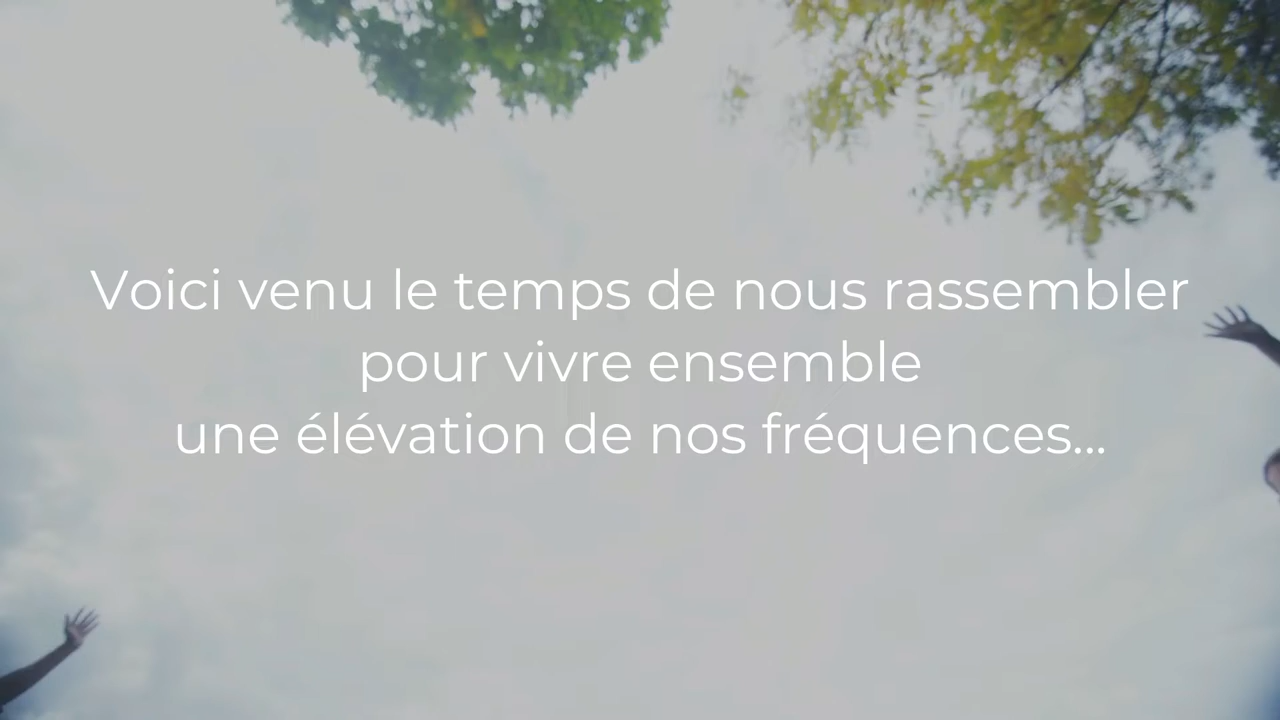 Voici venu le temps de nous rassembler
pour vivre ensemble
une élévation de nos fréquences...